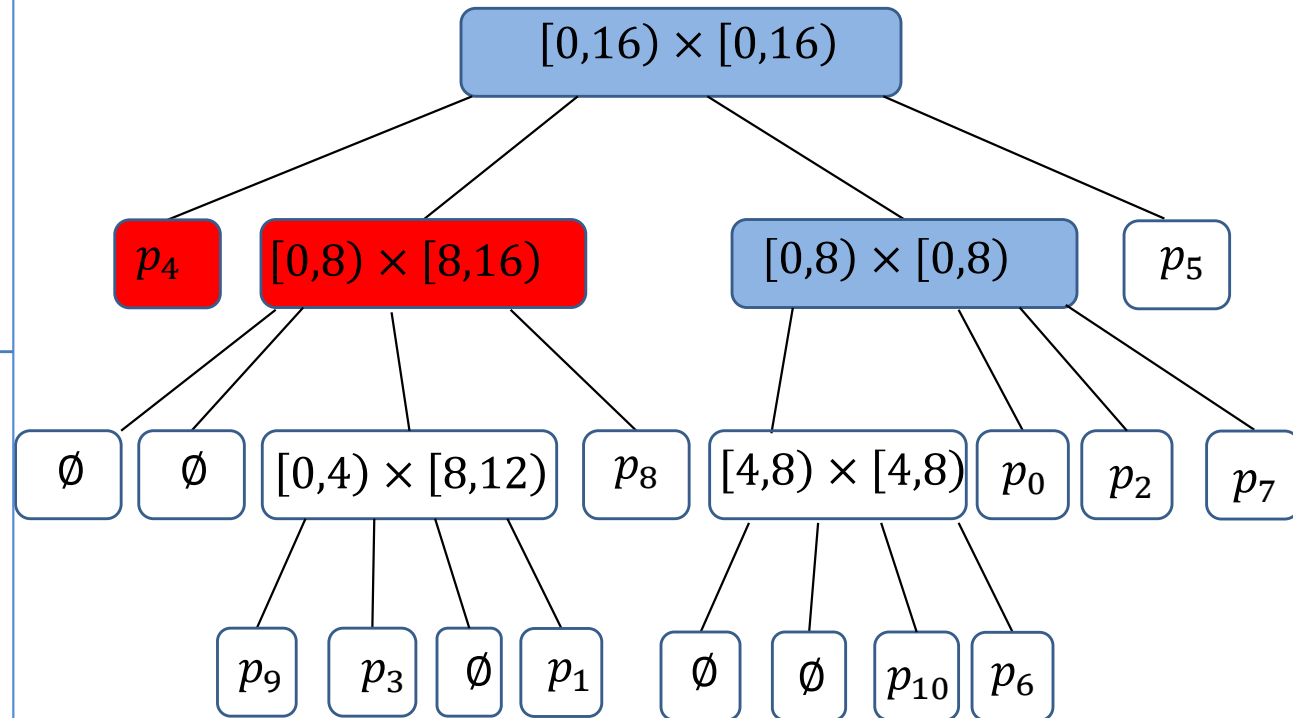 [0,16) × [0,16)
p₄ [0,8) × [8,16) [0,8) × [0,8) p₅
∅ ∅ [0,4) × [8,12) p₈ [4,8) × [4,8) p₀ p₂ p₇
p₉ p₃ ∅ p₁ ∅ ∅ p₁₀ p₆